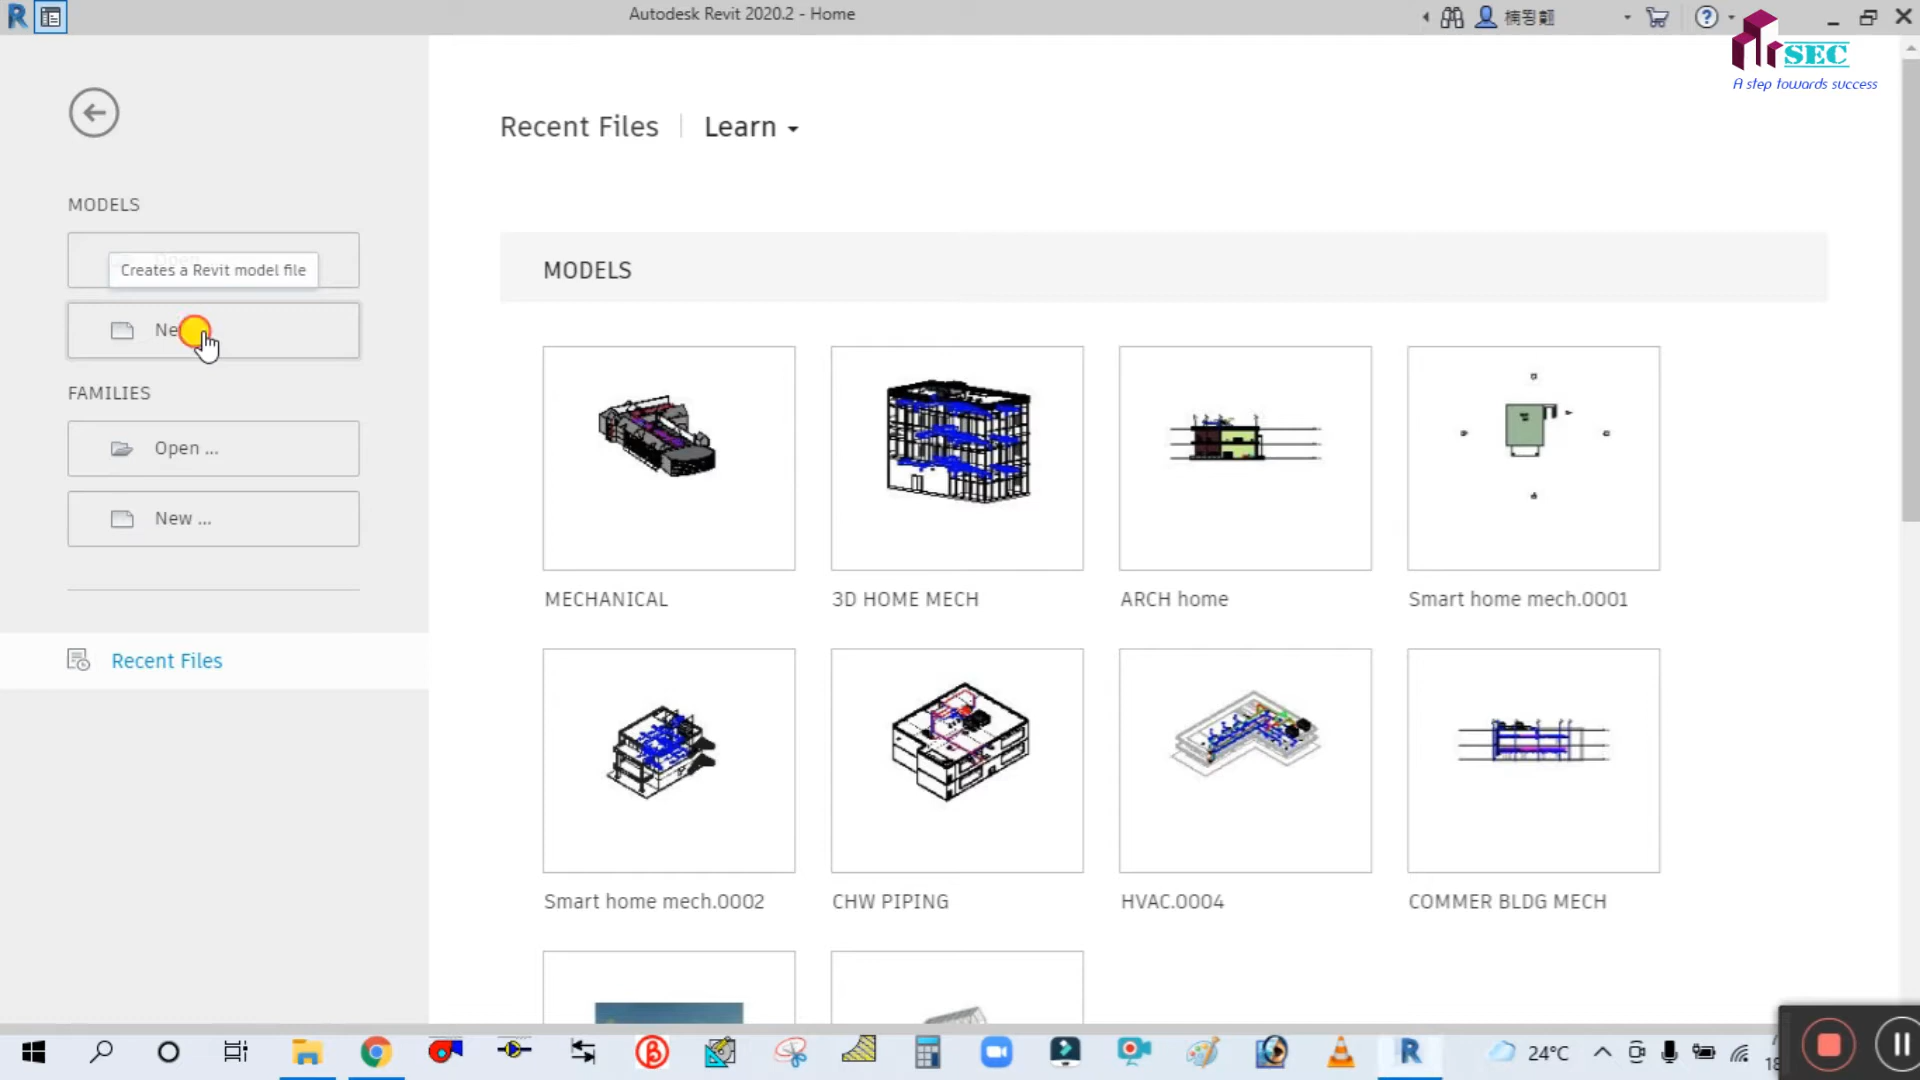 Autodesk Revit 2020.2 - Home
SEC
A step towards success
Recent Files
Learn
MODELS
Creates a Revit model file
Ne
FAMILIES
Open ...
New ...
Recent Files
MODELS
MECHANICAL
3D HOME MECH
ARCH home
Smart home mech.0001
Smart home mech.0002
CHW PIPING
HVAC.0004
COMMER BLDG MECH
24°C